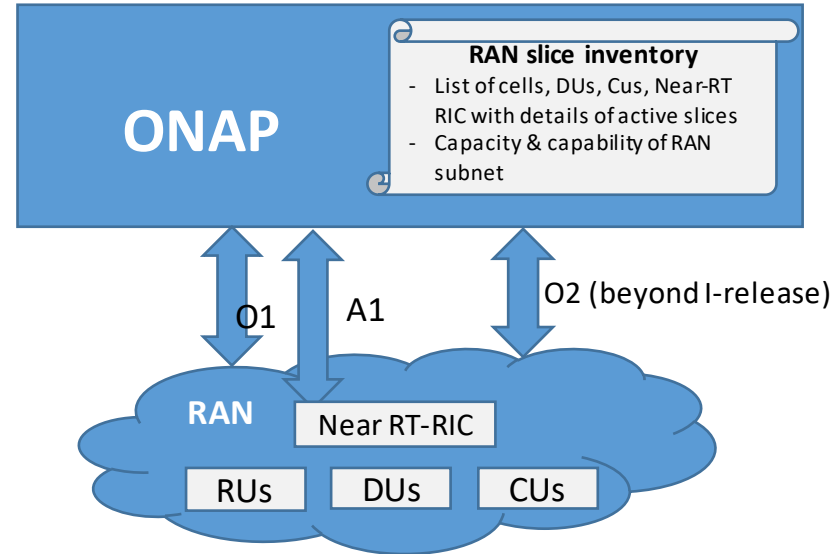 ONAP
RAN slice inventory
- List of cells, DUs, Cus, Near-RT
RIC with details of active slices
- Capacity & capability of RAN
subnet
O1
A1
O2 (beyond I-release)
RAN
Near RT-RIC
RUs
DUs
CUs